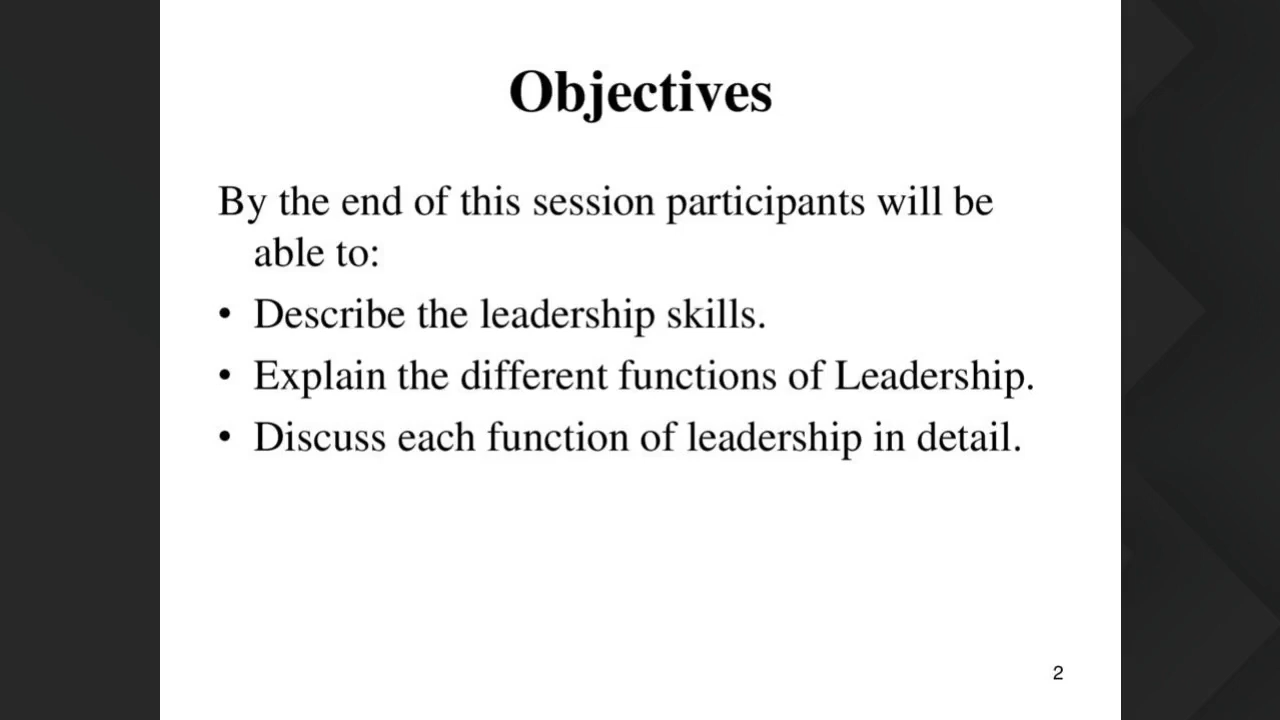 Objectives
By the end of this session participants will be
able to:
• Describe the leadership skills.
• Explain the different functions of Leadership.
• Discuss each function of leadership in detail.
2